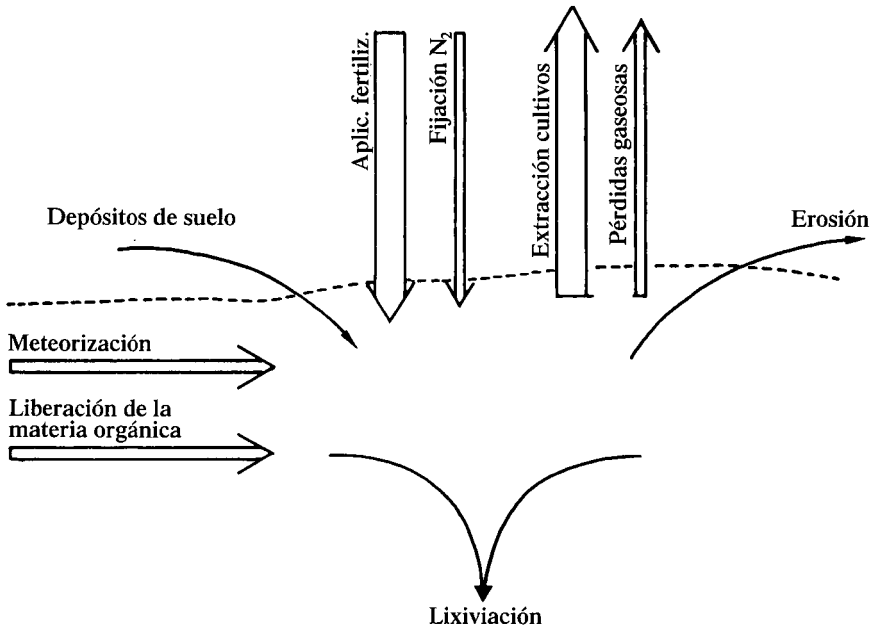 Aplic. fertiliz.
Fijación N₂
Extracción cultivos
Pérdidas gaseosas
Depósitos de suelo
Erosión
Meteorización
Liberación de la
materia orgánica
Lixiviación